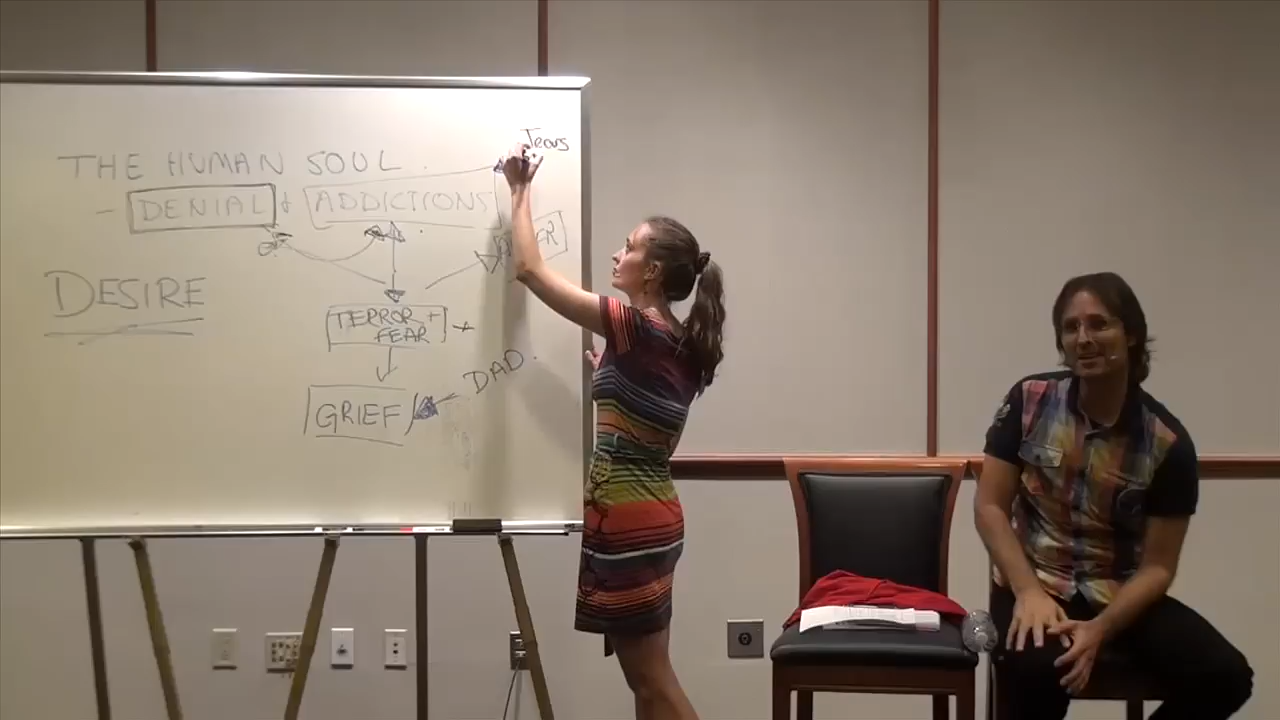 Tears
THE HUMAN SOUL.
- DENIAL & ADDICTIONS
DESIRE
TERROR +
FEAR
DAD
GRIEF